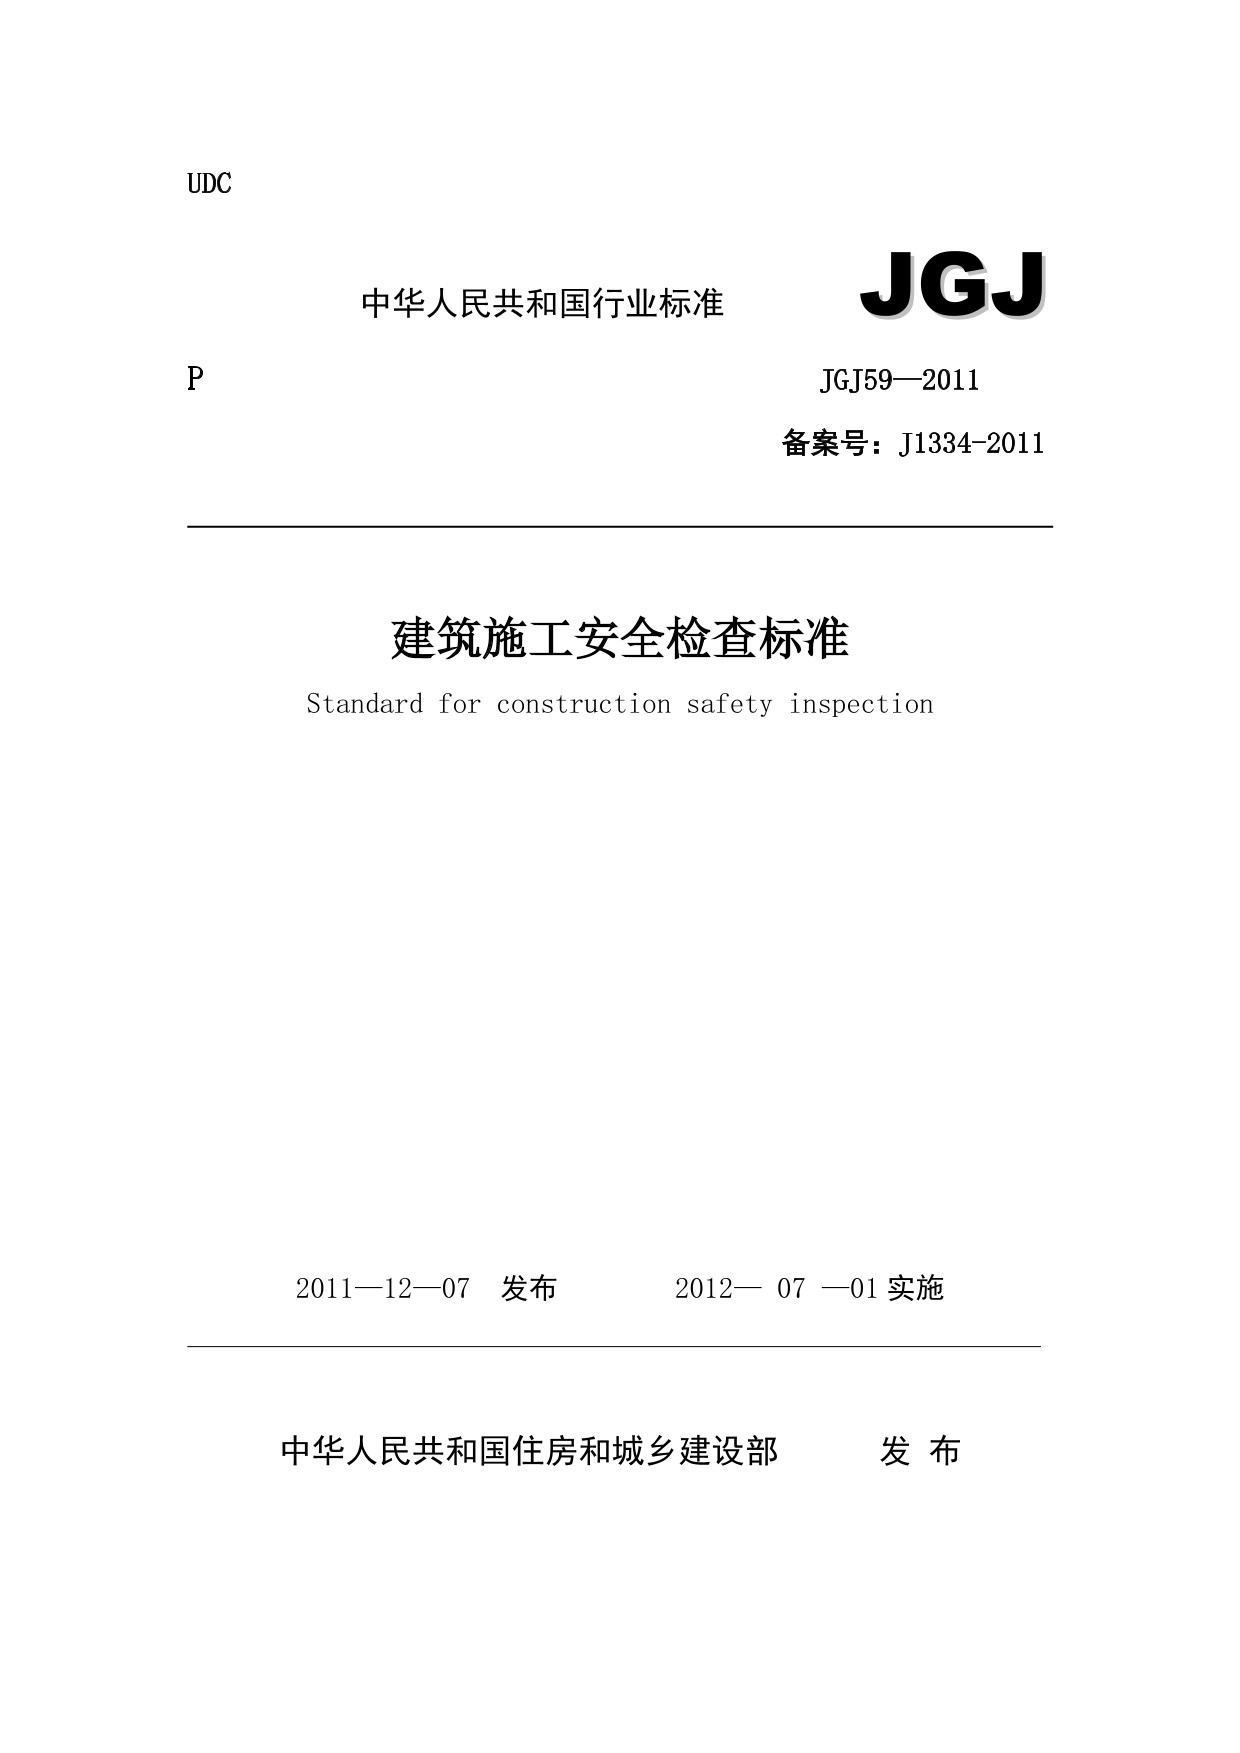 UDC
JGJ
中华人民共和国行业标准
P
JGJ59—2011
备案号：J1334-2011
建筑施工安全检查标准
Standard for construction safety inspection
2011—12—07 发布 2012— 07 —01 实施
中华人民共和国住房和城乡建设部 发 布